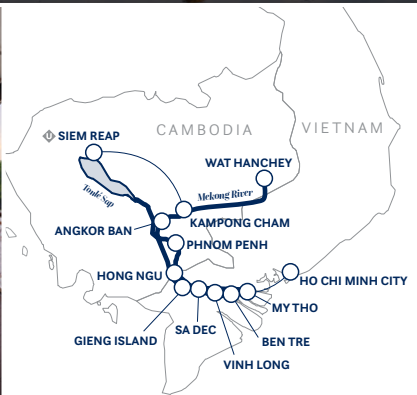 U SIEM REAP
CAMBODIA
VIETNAM
WAT HANCHEY
Tonlé Sap
Mekong River
ANGKOR BAN
KAMPONG CHAM
PHNOM PENH
HONG NGU
HO CHI MINH CITY
MY THO
GIENG ISLAND
SA DEC
BEN TRE
VINH LONG